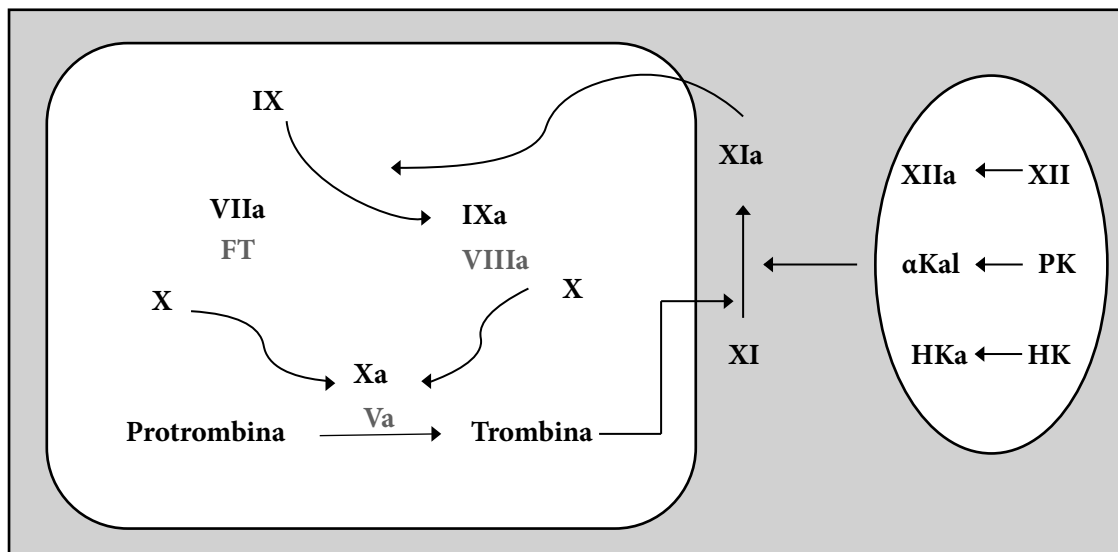 IX
XIa
XIIa
XII
VIIa
FT
IXa
VIIIa
αKal
PK
X
X
XI
HKa
HK
Xa
Va
Protrombina
Trombina